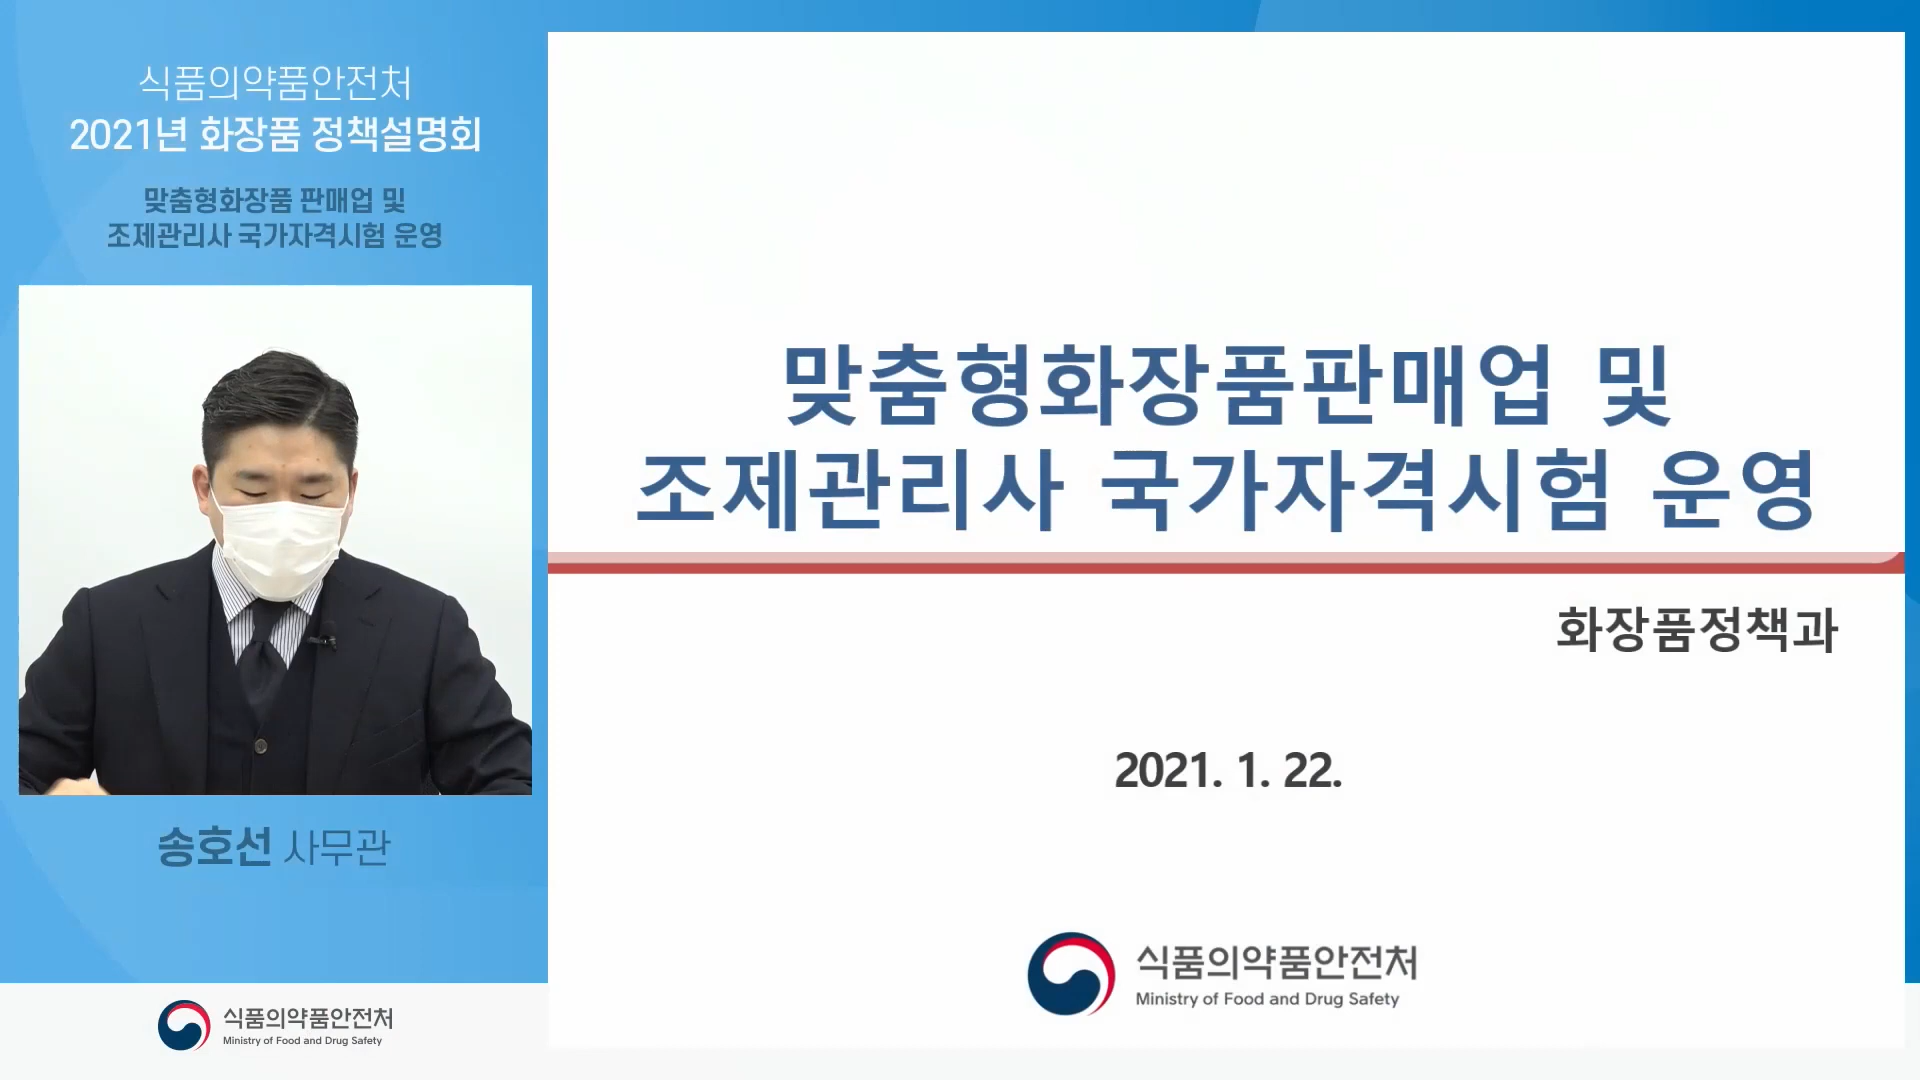 식품의약품안전처
2021년 화장품 정책설명회
맞춤형화장품 판매업 및
조제관리사 국가자격시험 운영
송호선 사무관
식품의약품안전처
Ministry of Food and Drug Safety
맞춤형화장품판매업 및
조제관리사 국가자격시험 운영
화장품정책과
2021. 1. 22.
식품의약품안전처
Ministry of Food and Drug Safety